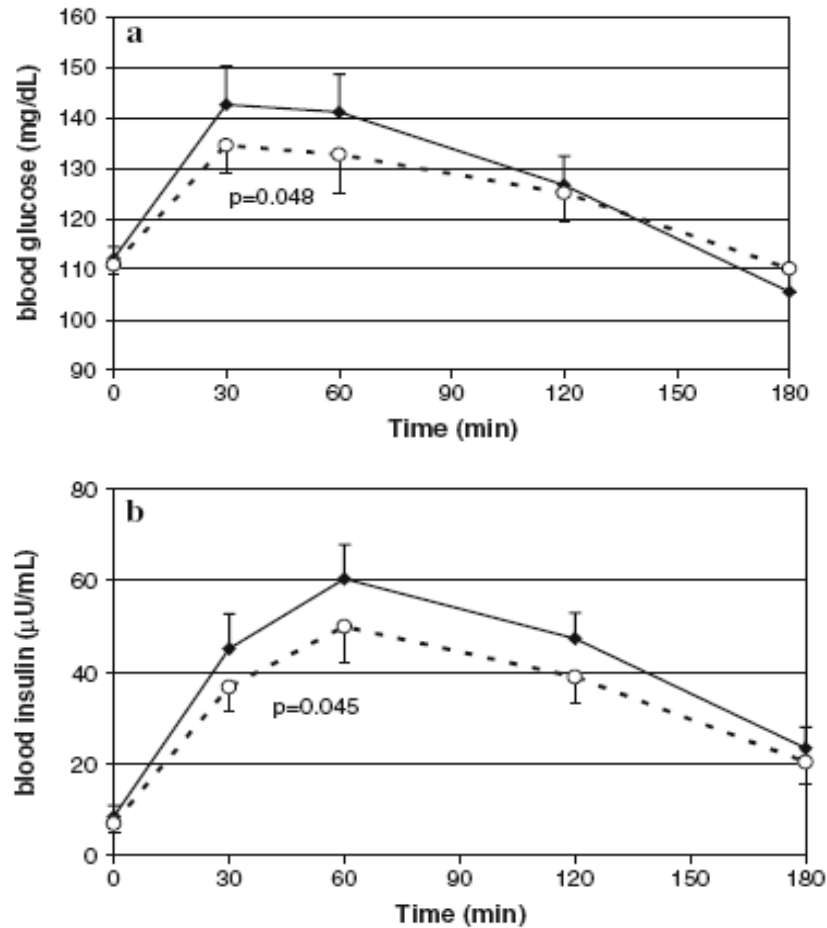 a
blood glucose (mg/dL)
160
150
140
130
120
110
100
90
p=0.048
0 30 60 90 120 150 180
Time (min)
b
blood insulin (µU/mL)
80
60
40
20
0
p=0.045
0 30 60 90 120 150 180
Time (min)